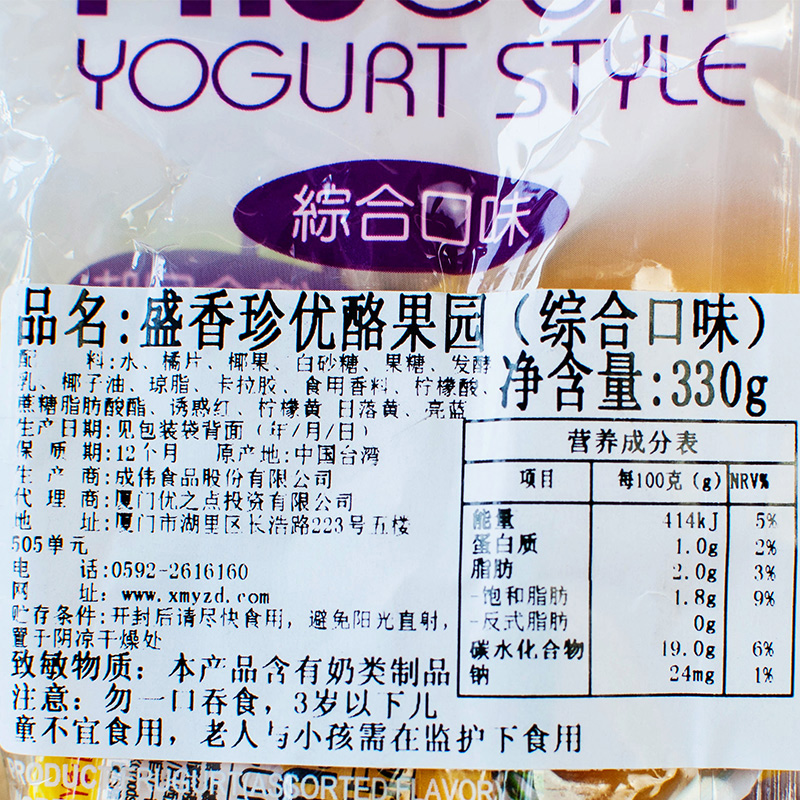 YOGURT STYLE
綜合口味
品名:盛香珍优酪果园（综合口味）
配料:水、橘片、椰果、白砂糖、果糖、发酵
乳、椰子油、琼脂、卡拉胶、食用香料、柠檬酸、
蔗糖脂肪酸酯、诱惑红、柠檬黄 日落黄、亮蓝
净含量:330g
生产日期:见包装袋背面（年/月/日）
保质期:12个月 原产地:中国台湾
生产商:成伟食品股份有限公司
代理商:厦门优之点投资有限公司
地址:厦门市湖里区长浩路223号五楼
505单元
电话:0592-2616160
网址: www.xmyzd.com
贮存条件:开封后请尽快食用，避免阳光直射，
置于阴凉干燥处
营养成分表
项目 每100克（g） NRV%
能量 414kJ 5%
蛋白质 1.0g 2%
脂肪 2.0g 3%
-饱和脂肪 1.8g 9%
-反式脂肪 0g
碳水化合物 19.0g 6%
钠 24mg 1%
致敏物质：本产品含有奶类制品
注意：勿一口吞食，3岁以下儿
童不宜食用，老人与小孩需在监护下食用
(ASSORTED FLAVOR)